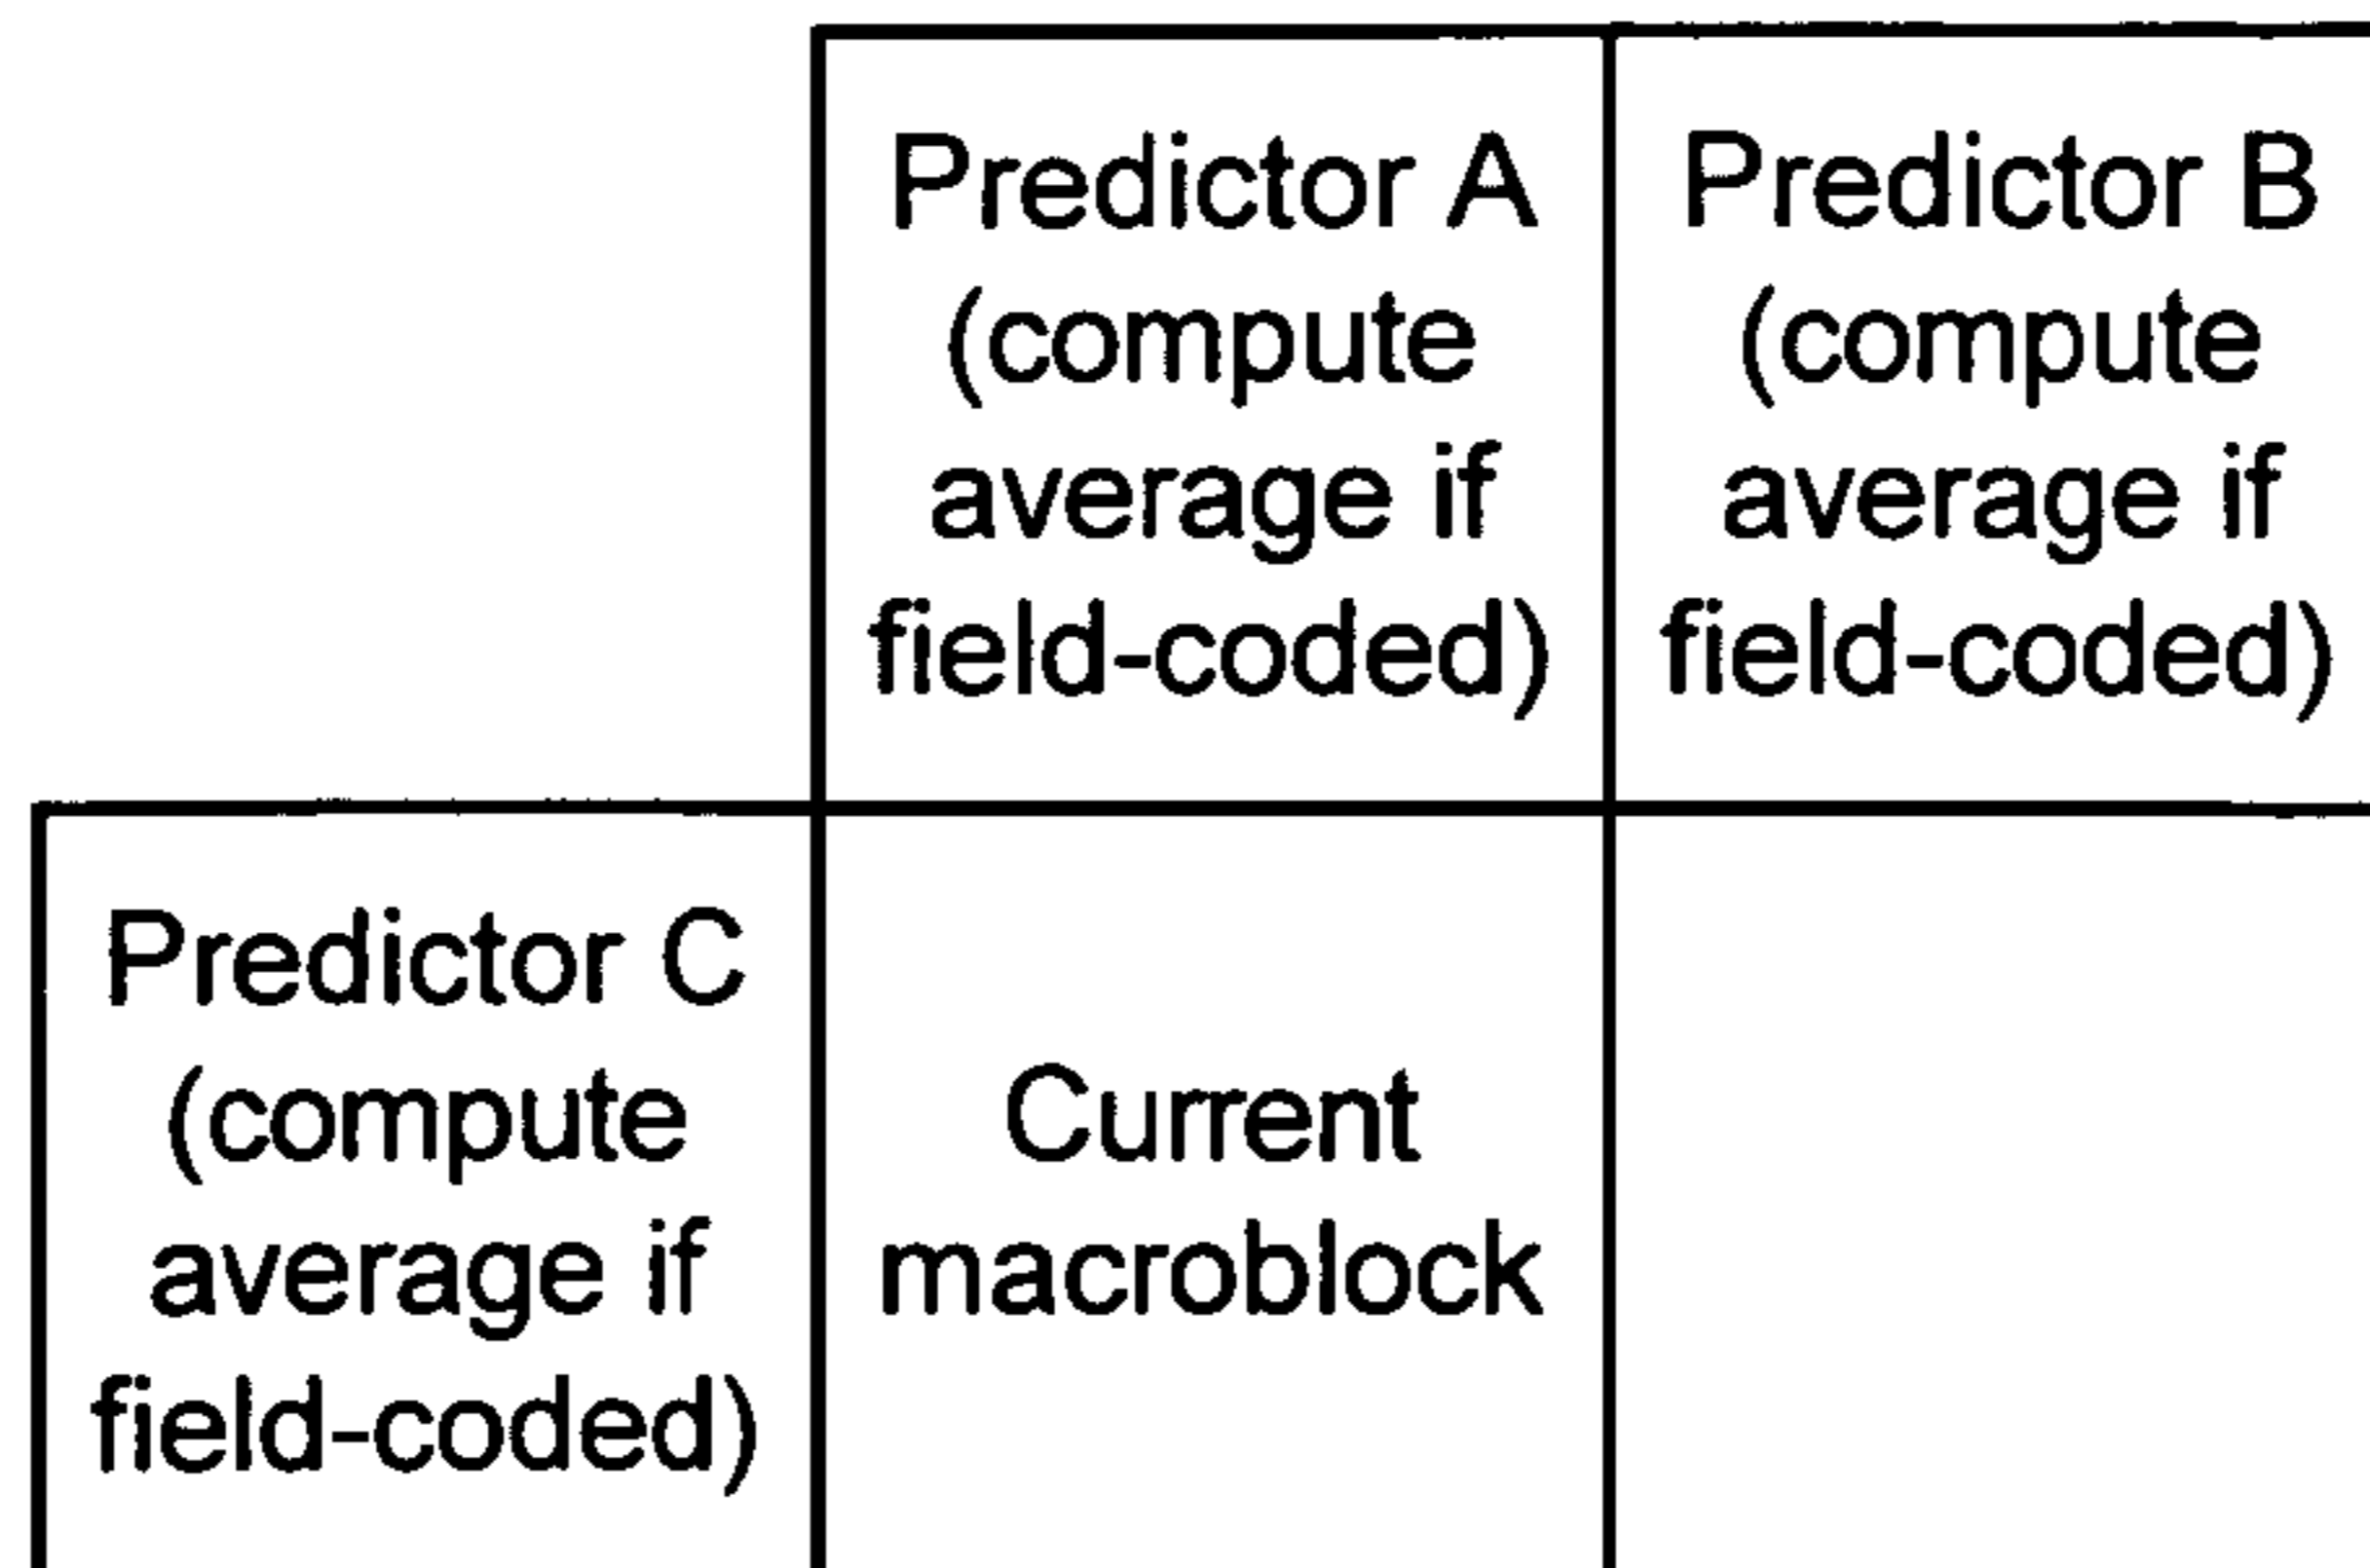 Predictor A
(compute
average if
field-coded)
Predictor B
(compute
average if
field-coded)
Predictor C
(compute
average if
field-coded)
Current
macroblock